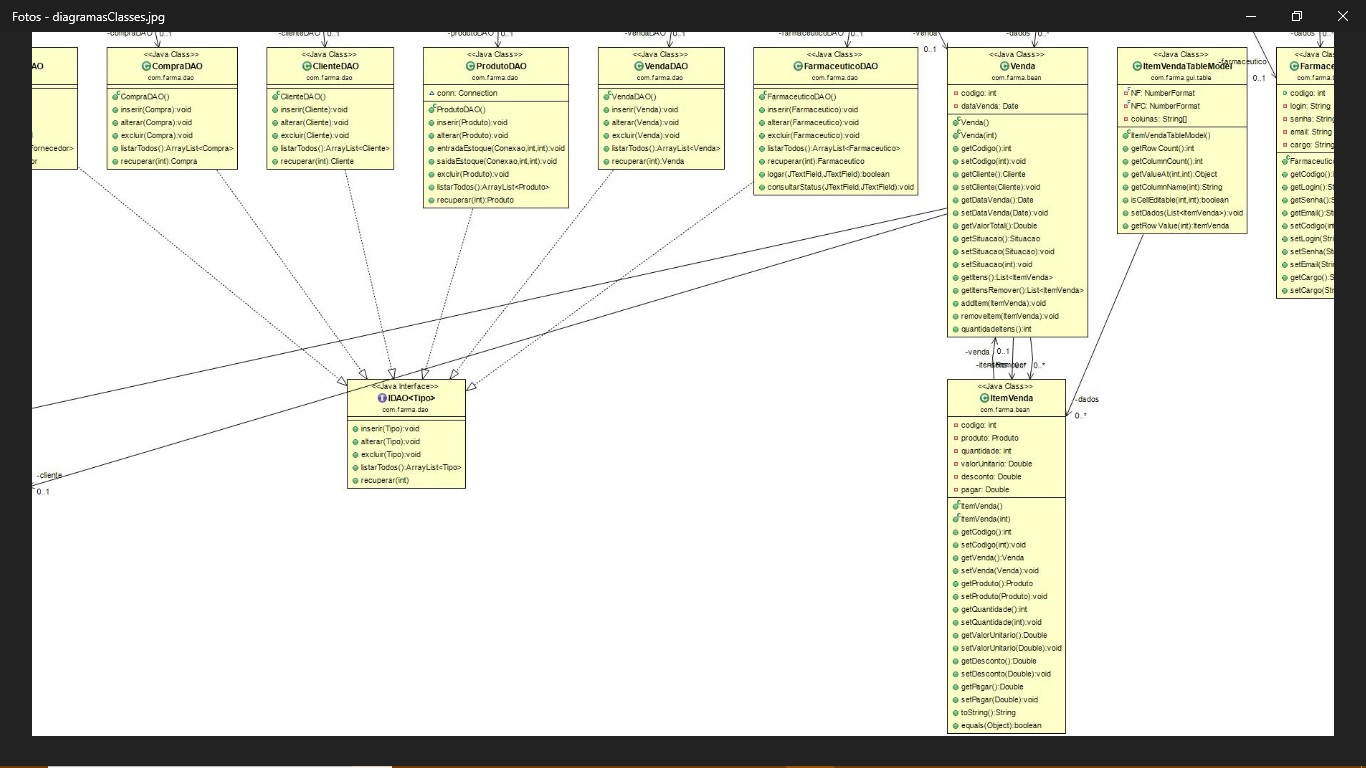 Fotos - diagramasClasses.jpg
-compraDAO 0..1
-clienteDAO 0..1
-produtoDAO 0..1
-vendaDAO 0..1
-farmaceuticoDAO 0..1
-venda
0..1
-dados 0..*
0..*
-farmaceutico
0..1
AO
ornecedor>
or
<<Java Class>>
CompraDAO
com.farma.dao
CompraDAO()
inserir(Compra):void
alterar(Compra):void
excluir(Compra):void
listarTodos():ArrayList<Compra>
recuperar(int):Compra
<<Java Class>>
ClienteDAO
com.farma.dao
ClienteDAO()
inserir(Cliente):void
alterar(Cliente):void
excluir(Cliente):void
listarTodos():ArrayList<Cliente>
recuperar(int):Cliente
<<Java Class>>
ProdutoDAO
com.farma.dao
conn: Connection
ProdutoDAO()
inserir(Produto):void
alterar(Produto):void
entradaEstoque(Conexao,int,int):void
saidaEstoque(Conexao,int,int):void
excluir(Produto):void
listarTodos():ArrayList<Produto>
recuperar(int):Produto
<<Java Class>>
VendaDAO
com.farma.dao
VendaDAO()
inserir(Venda):void
alterar(Venda):void
excluir(Venda):void
listarTodos():ArrayList<Venda>
recuperar(int):Venda
<<Java Class>>
FarmaceuticoDAO
com.farma.dao
FarmaceuticoDAO()
inserir(Farmaceutico):void
alterar(Farmaceutico):void
excluir(Farmaceutico):void
listarTodos():ArrayList<Farmaceutico>
recuperar(int):Farmaceutico
logar(JTextField,JTextField):boolean
consultarStatus(JTextField,JTextField):void
<<Java Class>>
Venda
com.farma.bean
codigo: int
dataVenda: Date
Venda()
Venda(int)
getCodigo():int
setCodigo(int):void
getCliente():Cliente
setCliente(Cliente):void
getDataVenda():Date
setDataVenda(Date):void
getValorTotal():Double
getSituacao():Situacao
setSituacao(Situacao):void
setSituacao(int):void
getItens():List<ItemVenda>
getItensRemover():List<ItemVenda>
addItem(ItemVenda):void
removeItem(ItemVenda):void
quantidadeItens():int
<<Java Class>>
ItemVendaTableModel
com.farma.gui.table
NF: NumberFormat
NFC: NumberFormat
colunas: String[]
ItemVendaTableModel()
getRowCount():int
getColumnCount():int
getValueAt(int,int):Object
getColumnName(int):String
isCellEditable(int,int):boolean
setDados(List<ItemVenda>):void
getRowValue(int):ItemVenda
<<Java Cla
Farmace
com.farma.
codigo: int
login: String
senha: String
email: String
cargo: String
Farmaceutic
getCodigo():i
getLogin():S
getSenha():S
getEmail():St
setCodigo(in
setLogin(Stri
setSenha(St
setEmail(Str
getCargo():S
setCargo(Str
-venda 0..1
0..*
-dados
0..*
<<Java Interface>>
IDAO<Tipo>
com.farma.dao
inserir(Tipo):void
alterar(Tipo):void
excluir(Tipo):void
listarTodos():ArrayList<Tipo>
recuperar(int)
-cliente
0..1
<<Java Class>>
ItemVenda
com.farma.bean
codigo: int
produto: Produto
quantidade: int
valorUnitario: Double
desconto: Double
pagar: Double
ItemVenda()
ItemVenda(int)
getCodigo():int
setCodigo(int):void
getVenda():Venda
setVenda(Venda):void
getProduto():Produto
setProduto(Produto):void
getQuantidade():int
setQuantidade(int):void
getValorUnitario():Double
setValorUnitario(Double):void
getDesconto():Double
setDesconto(Double):void
getPagar():Double
setPagar(Double):void
toString():String
equals(Object):boolean